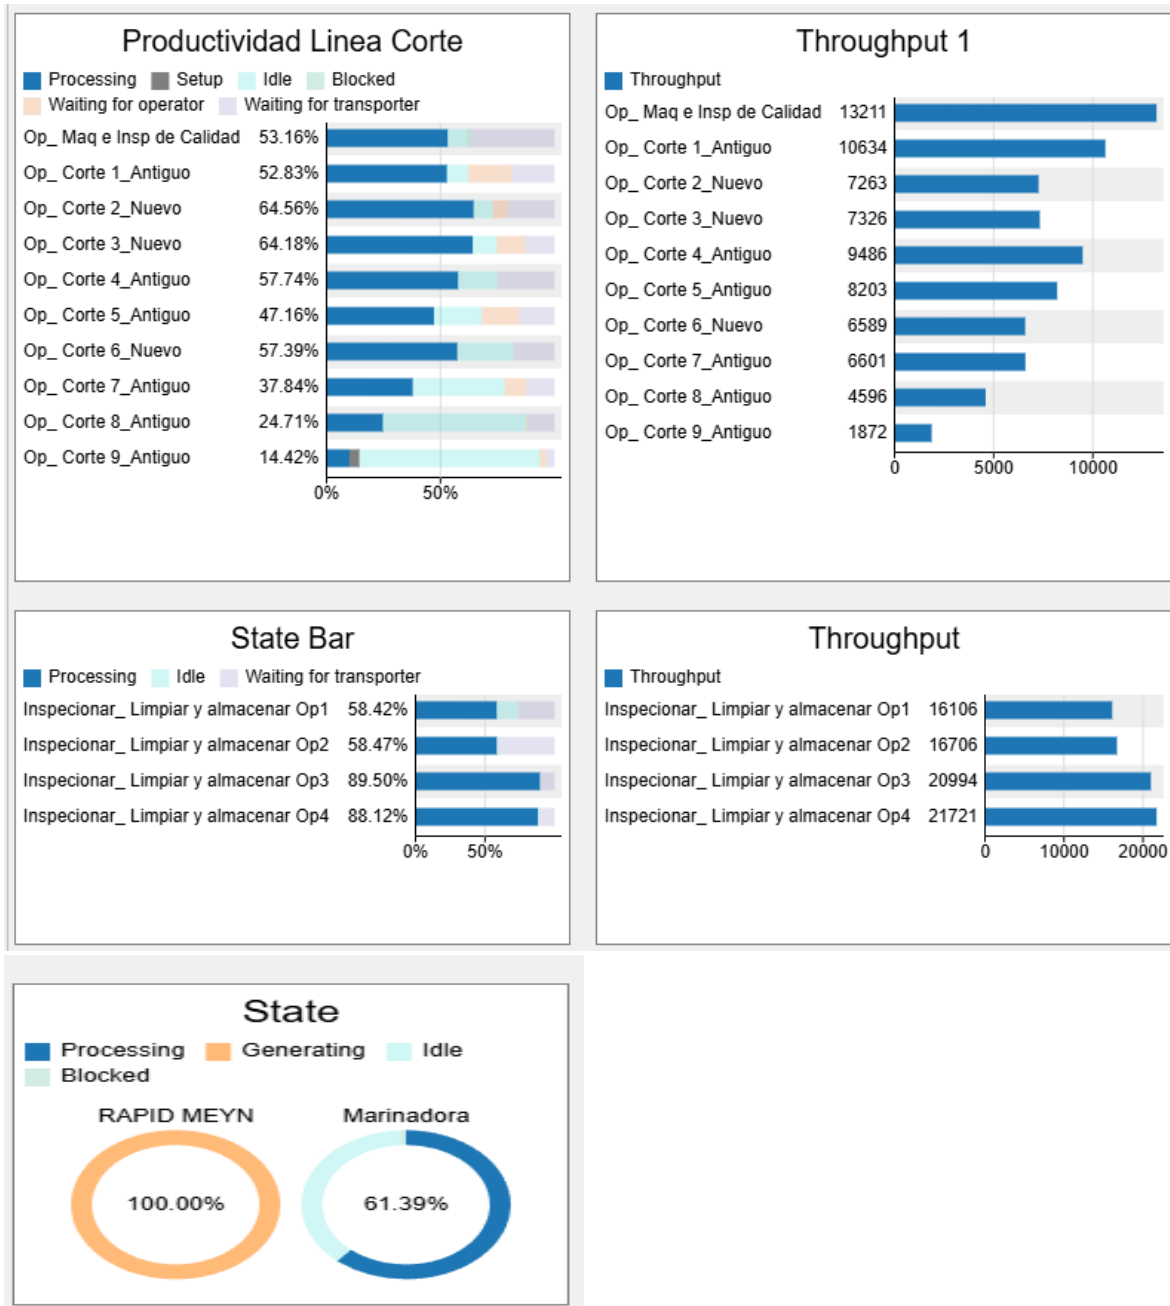 Productividad Linea Corte
Processing Setup Idle Blocked
Waiting for operator Waiting for transporter
Op_ Maq e Insp de Calidad 53.16%
Op_ Corte 1_Antiguo 52.83%
Op_ Corte 2_Nuevo 64.56%
Op_ Corte 3_Nuevo 64.18%
Op_ Corte 4_Antiguo 57.74%
Op_ Corte 5_Antiguo 47.16%
Op_ Corte 6_Nuevo 57.39%
Op_ Corte 7_Antiguo 37.84%
Op_ Corte 8_Antiguo 24.71%
Op_ Corte 9_Antiguo 14.42%
0% 50%
Throughput 1
Throughput
Op_ Maq e Insp de Calidad 13211
Op_ Corte 1_Antiguo 10634
Op_ Corte 2_Nuevo 7263
Op_ Corte 3_Nuevo 7326
Op_ Corte 4_Antiguo 9486
Op_ Corte 5_Antiguo 8203
Op_ Corte 6_Nuevo 6589
Op_ Corte 7_Antiguo 6601
Op_ Corte 8_Antiguo 4596
Op_ Corte 9_Antiguo 1872
0 5000 10000
State Bar
Processing Idle Waiting for transporter
Inspecionar_ Limpiar y almacenar Op1 58.42%
Inspecionar_ Limpiar y almacenar Op2 58.47%
Inspecionar_ Limpiar y almacenar Op3 89.50%
Inspecionar_ Limpiar y almacenar Op4 88.12%
0% 50%
Throughput
Throughput
Inspecionar_ Limpiar y almacenar Op1 16106
Inspecionar_ Limpiar y almacenar Op2 16706
Inspecionar_ Limpiar y almacenar Op3 20994
Inspecionar_ Limpiar y almacenar Op4 21721
0 10000 20000
State
Processing Generating Idle
Blocked
RAPID MEYN Marinadora
100.00% 61.39%